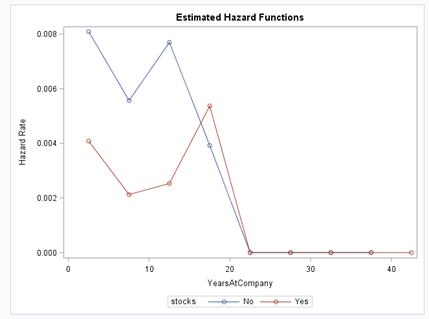 Estimated Hazard Functions
0.008
0.006
0.004
0.002
0.000
Hazard Rate
0 10 20 30 40
YearsAtCompany
stocks No Yes